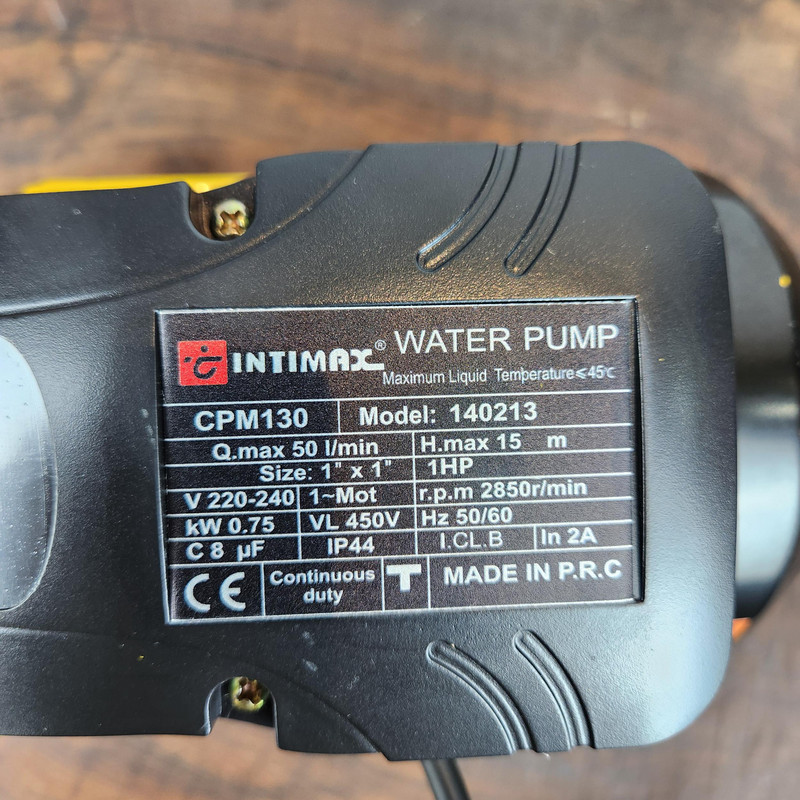 INTIMAX® WATER PUMP
Maximum Liquid Temperature≤45℃
CPM130 Model: 140213
Q.max 50 l/min H.max 15 m
Size: 1" x 1" 1HP
V 220-240 1~Mot r.p.m 2850r/min
kW 0.75 VL 450V Hz 50/60
C 8 µF IP44 I.CL.B In 2A
CE Continuous duty T MADE IN P.R.C